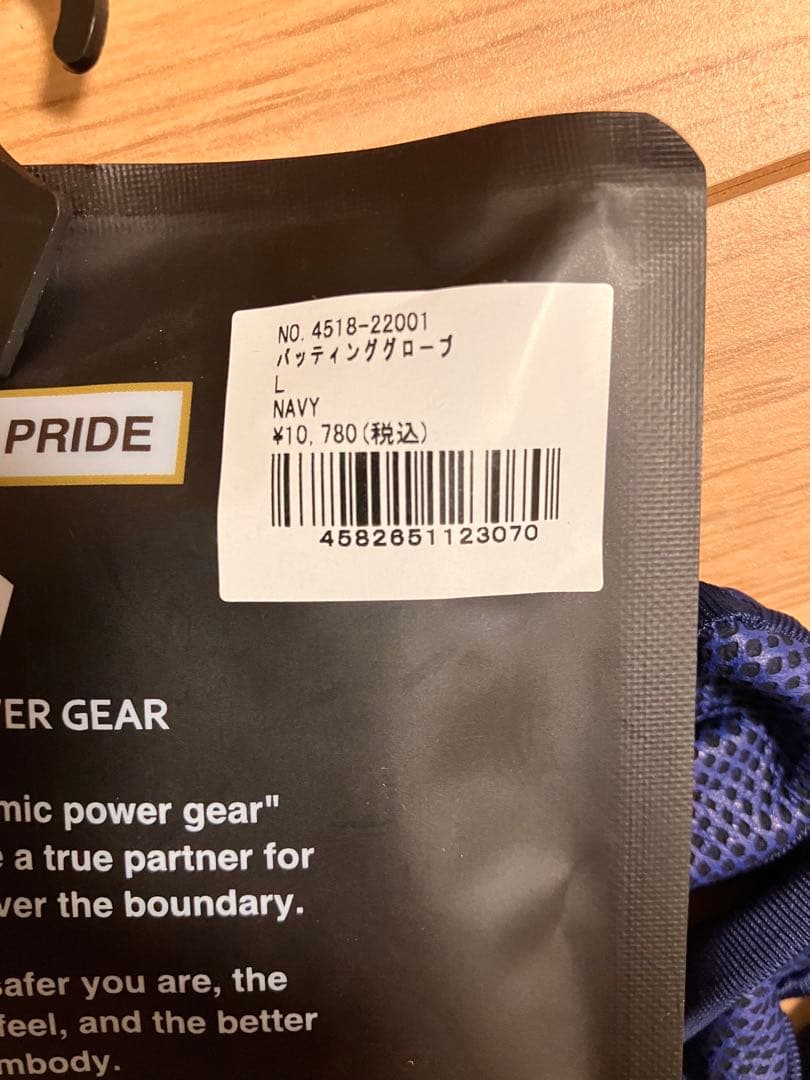 NO. 4518-22001
バッティンググローブ
L
NAVY
¥10,780(税込)
4582651123070
PRIDE
ER GEAR
mic power gear"
a true partner for
ver the boundary.
safer you are, the
feel, and the better
mbody.